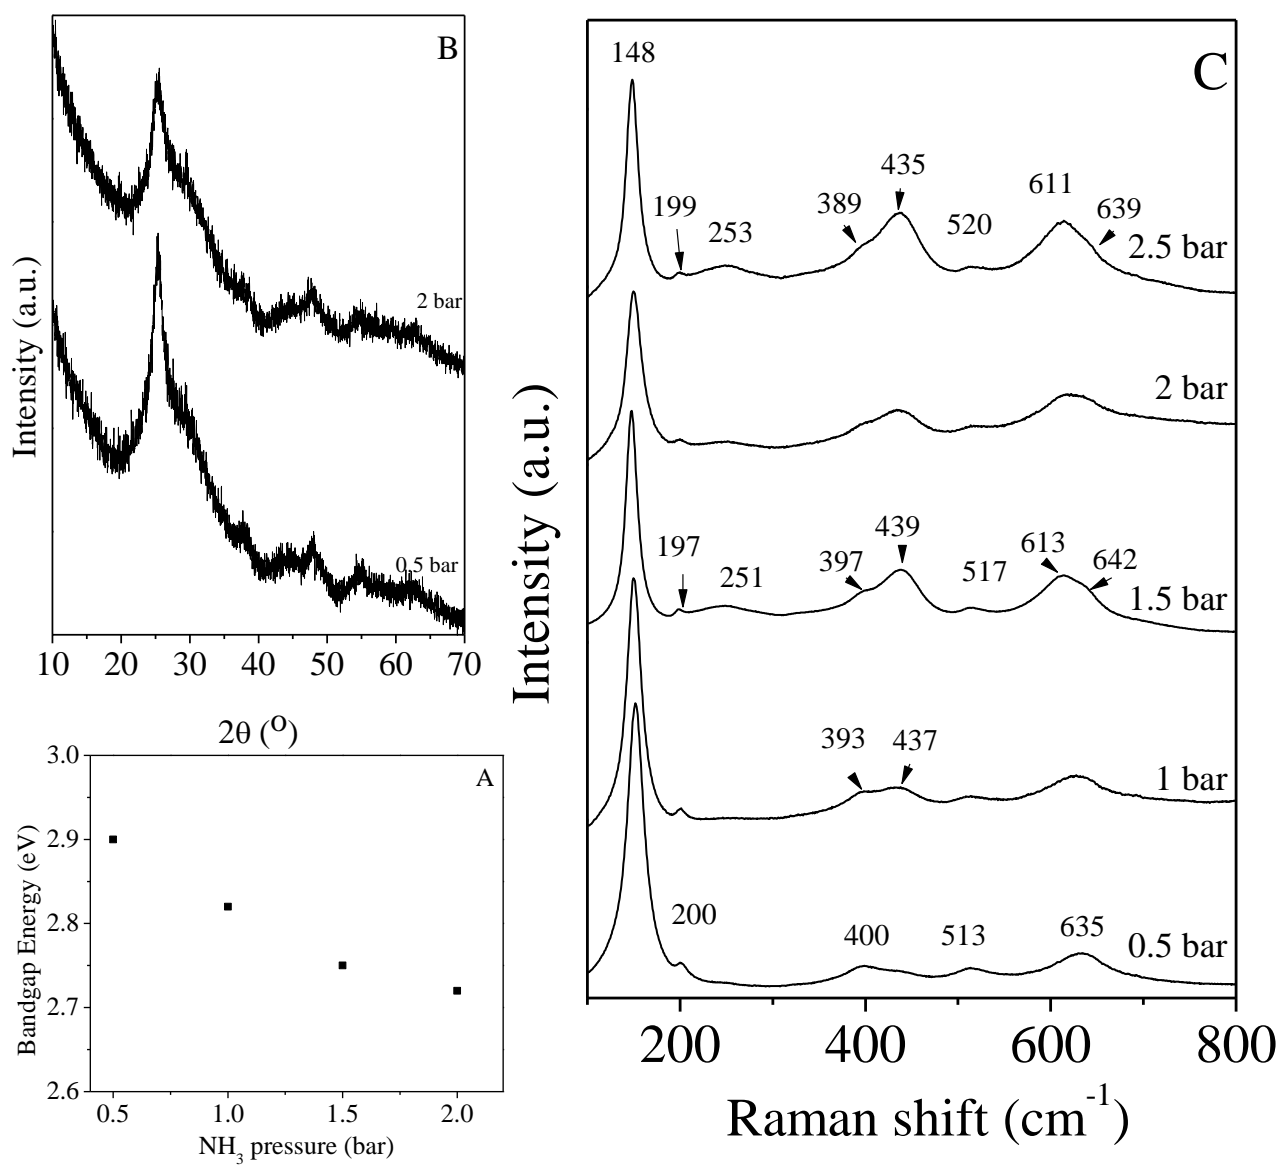 B
2 bar
0.5 bar
Intensity (a.u.)
10 20 30 40 50 60 70
2θ (O)
A
3.0
2.9
2.8
2.7
2.6
Bandgap Energy (eV)
0.5 1.0 1.5 2.0
NH3 pressure (bar)
C
148
199
253
389
435
520
611
639
2.5 bar
2 bar
197
251
397
439
517
613
642
1.5 bar
393
437
1 bar
200
400
513
635
0.5 bar
Intensity (a.u.)
200 400 600 800
Raman shift (cm-1)